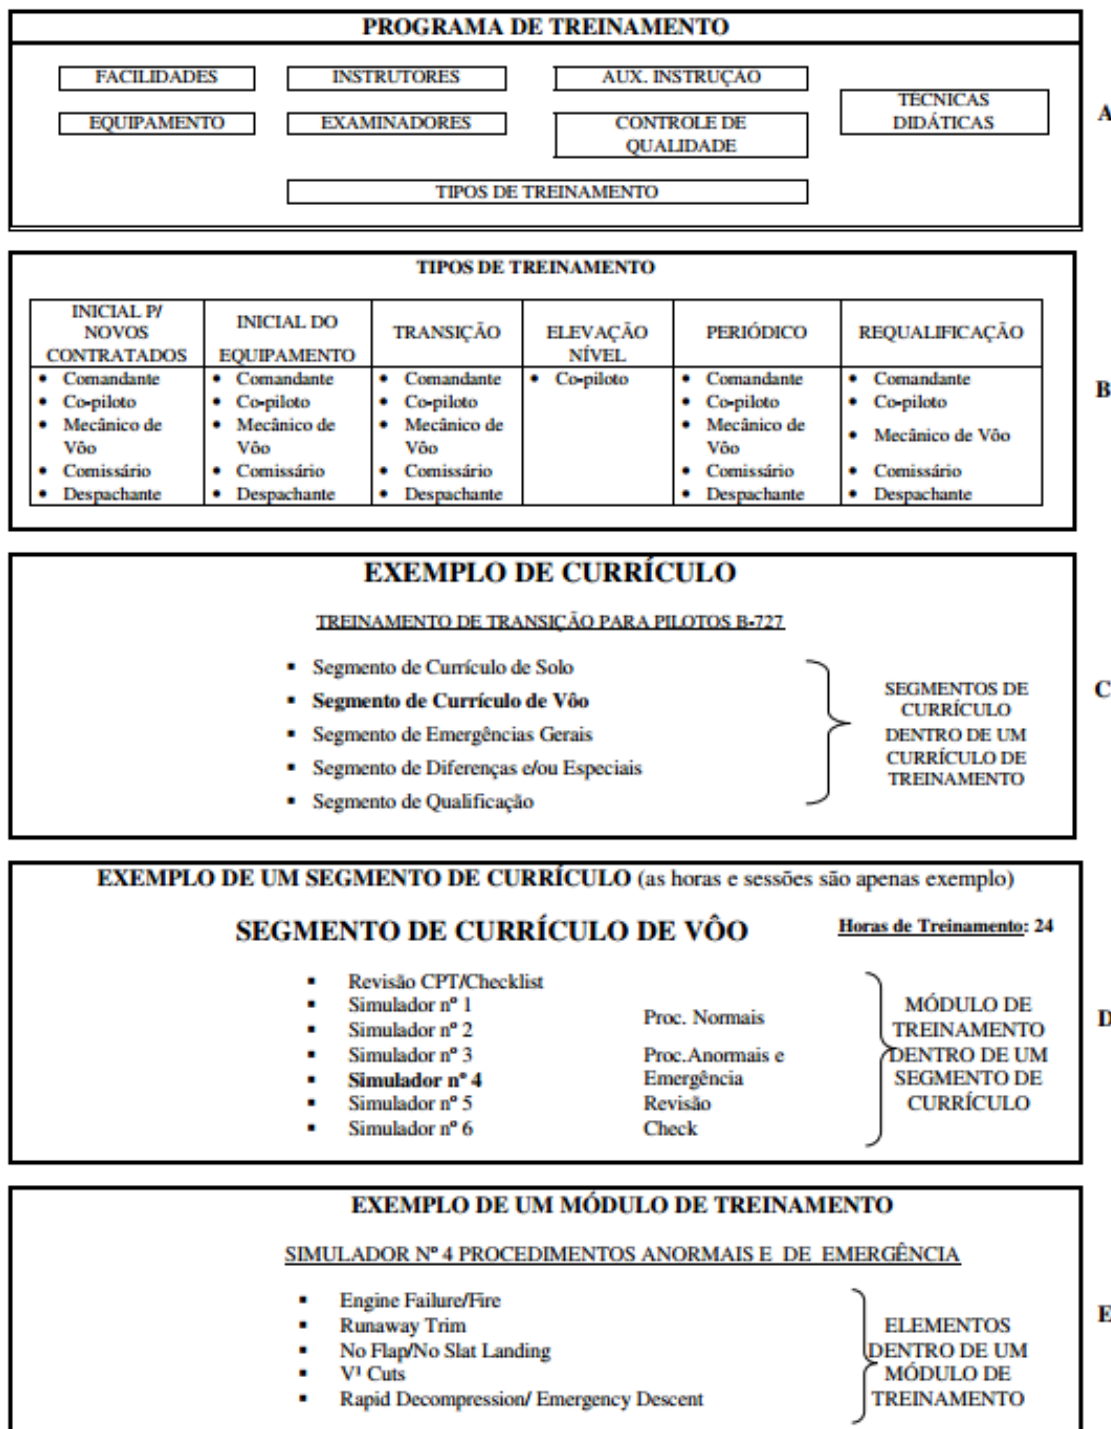 PROGRAMA DE TREINAMENTO
FACILIDADES
INSTRUTORES
AUX. INSTRUÇÃO
TÉCNICAS
DIDÁTICAS
A
EQUIPAMENTO
EXAMINADORES
CONTROLE DE
QUALIDADE
TIPOS DE TREINAMENTO
TIPOS DE TREINAMENTO
INICIAL P/
NOVOS
CONTRATADOS
INICIAL DO
EQUIPAMENTO
TRANSIÇÃO
ELEVAÇÃO
NÍVEL
PERIÓDICO
REQUALIFICAÇÃO
• Comandante
• Co-piloto
• Mecânico de
Vôo
• Comissário
• Despachante
• Comandante
• Co-piloto
• Mecânico de
Vôo
• Comissário
• Despachante
• Comandante
• Co-piloto
• Mecânico de
Vôo
• Comissário
• Despachante
• Co-piloto
• Comandante
• Co-piloto
• Mecânico de
Vôo
• Comissário
• Despachante
• Comandante
• Co-piloto
• Mecânico de Vôo
• Comissário
• Despachante
B
EXEMPLO DE CURRÍCULO
TREINAMENTO DE TRANSIÇÃO PARA PILOTOS B-727
▪ Segmento de Currículo de Solo
▪ Segmento de Currículo de Vôo
▪ Segmento de Emergências Gerais
▪ Segmento de Diferenças e/ou Especiais
▪ Segmento de Qualificação
SEGMENTOS DE
CURRÍCULO
DENTRO DE UM
CURRÍCULO DE
TREINAMENTO
C
EXEMPLO DE UM SEGMENTO DE CURRÍCULO (as horas e sessões são apenas exemplo)
SEGMENTO DE CURRÍCULO DE VÔO
Horas de Treinamento: 24
▪ Revisão CPT/Checklist
▪ Simulador nº 1
▪ Simulador nº 2
▪ Simulador nº 3
▪ Simulador nº 4
▪ Simulador nº 5
▪ Simulador nº 6
Proc. Normais
Proc.Anormais e
Emergência
Revisão
Check
MÓDULO DE
TREINAMENTO
DENTRO DE UM
SEGMENTO DE
CURRÍCULO
D
EXEMPLO DE UM MÓDULO DE TREINAMENTO
SIMULADOR Nº 4 PROCEDIMENTOS ANORMAIS E DE EMERGÊNCIA
▪ Engine Failure/Fire
▪ Runaway Trim
▪ No Flap/No Slat Landing
▪ V¹ Cuts
▪ Rapid Decompression/ Emergency Descent
ELEMENTOS
DENTRO DE UM
MÓDULO DE
TREINAMENTO
E